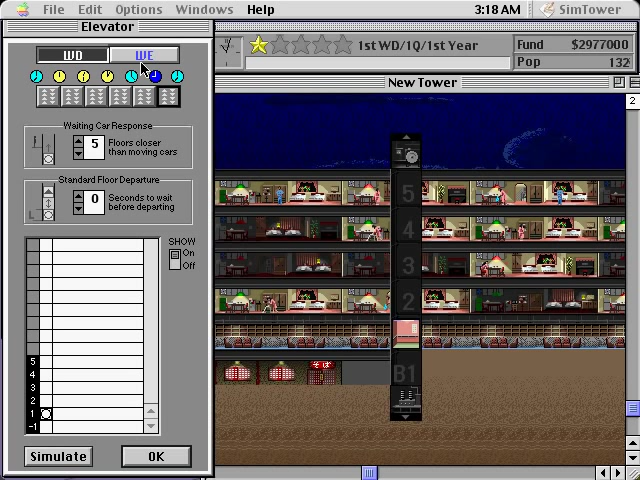 File Edit Options Windows Help 3:18 AM SimTower
Elevator
WD WE
1st WD/1Q/1st Year
Fund $2977000
Pop 132
New Tower
2
Waiting Car Response
5 Floors closer than moving cars
Standard Floor Departure
0 Seconds to wait before departing
SHOW
On
Off
5
4
3
2
1
-1
Simulate OK
5
4
3
2
B1
そば